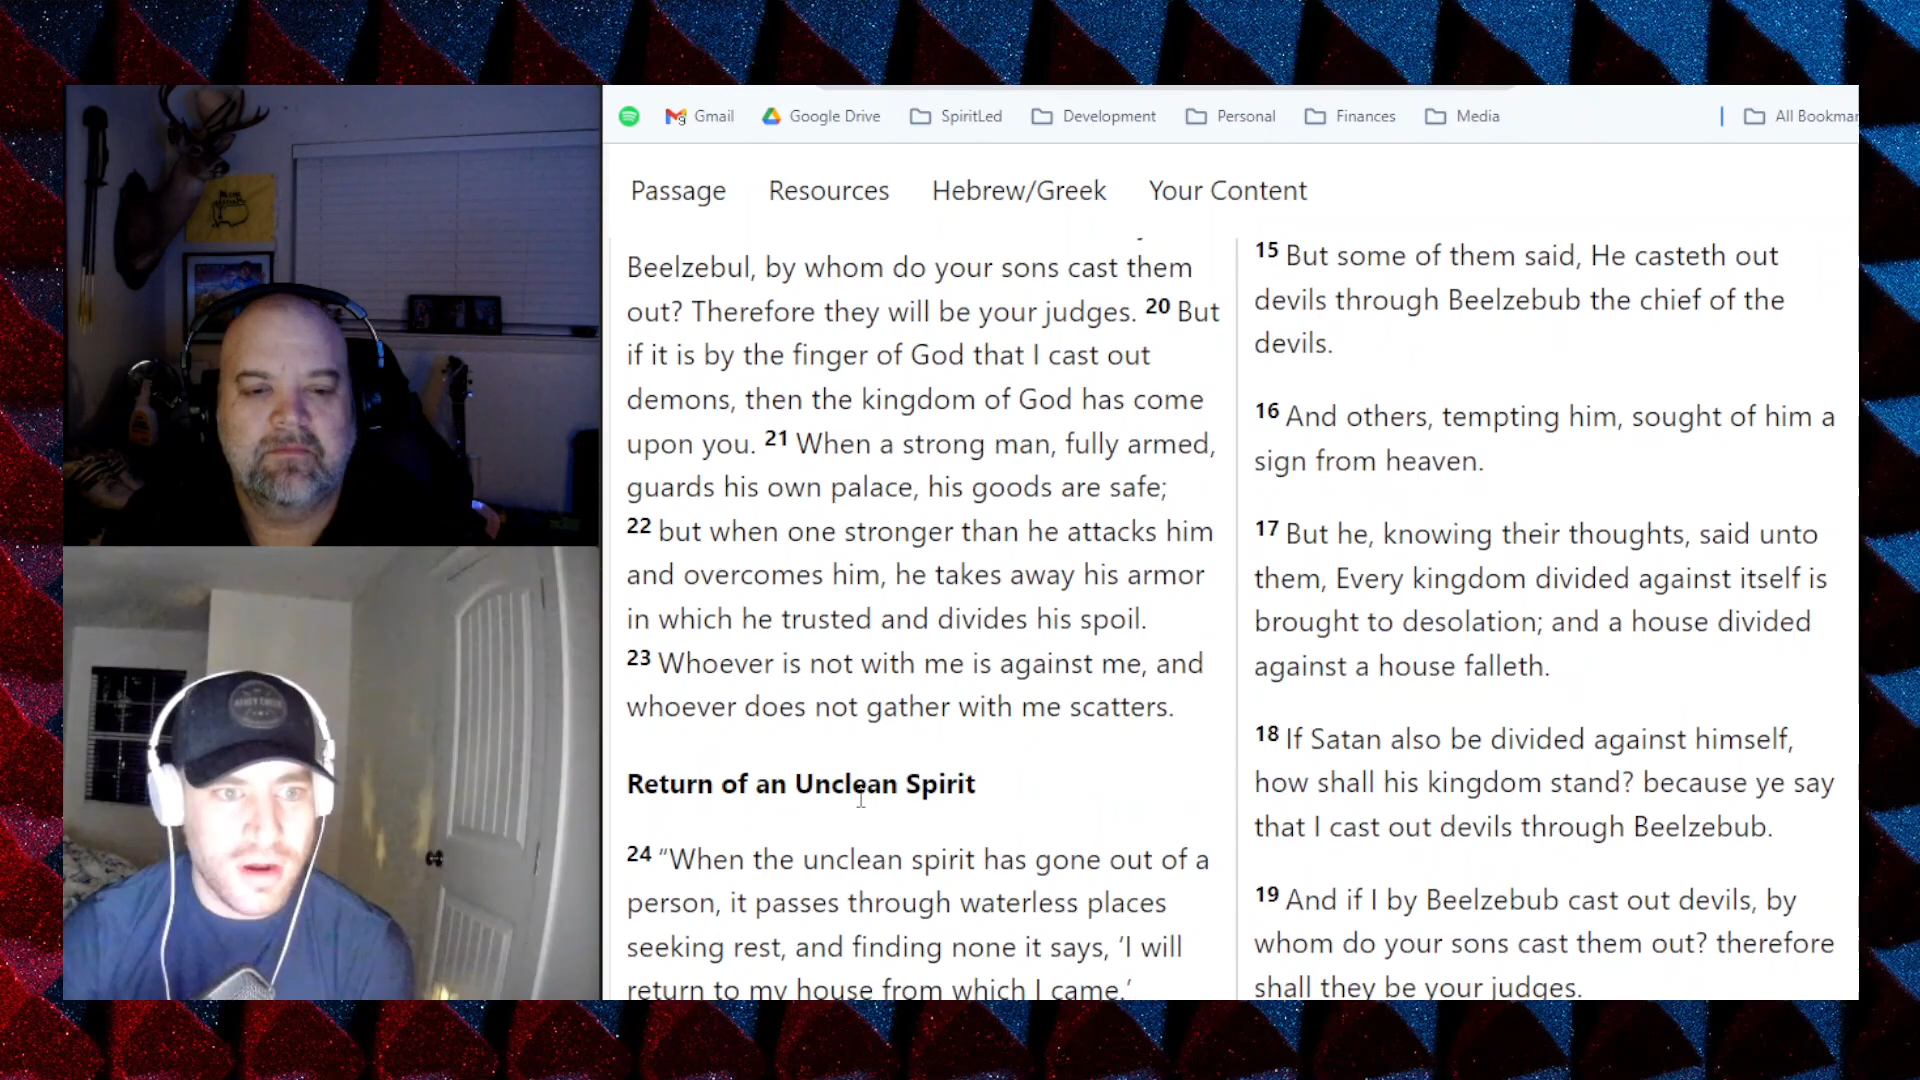 Gmail
Google Drive
SpiritLed
Development
Personal
Finances
Media
All Bookmar
Passage
Resources
Hebrew/Greek
Your Content
Beelzebul, by whom do your sons cast them
out? Therefore they will be your judges. 20 But
if it is by the finger of God that I cast out
demons, then the kingdom of God has come
upon you. 21 When a strong man, fully armed,
guards his own palace, his goods are safe;
22 but when one stronger than he attacks him
and overcomes him, he takes away his armor
in which he trusted and divides his spoil.
23 Whoever is not with me is against me, and
whoever does not gather with me scatters.
Return of an Unclean Spirit
24 “When the unclean spirit has gone out of a
person, it passes through waterless places
seeking rest, and finding none it says, ‘I will
return to my house from which I came.’
15 But some of them said, He casteth out
devils through Beelzebub the chief of the
devils.
16 And others, tempting him, sought of him a
sign from heaven.
17 But he, knowing their thoughts, said unto
them, Every kingdom divided against itself is
brought to desolation; and a house divided
against a house falleth.
18 If Satan also be divided against himself,
how shall his kingdom stand? because ye say
that I cast out devils through Beelzebub.
19 And if I by Beelzebub cast out devils, by
whom do your sons cast them out? therefore
shall they be your judges.